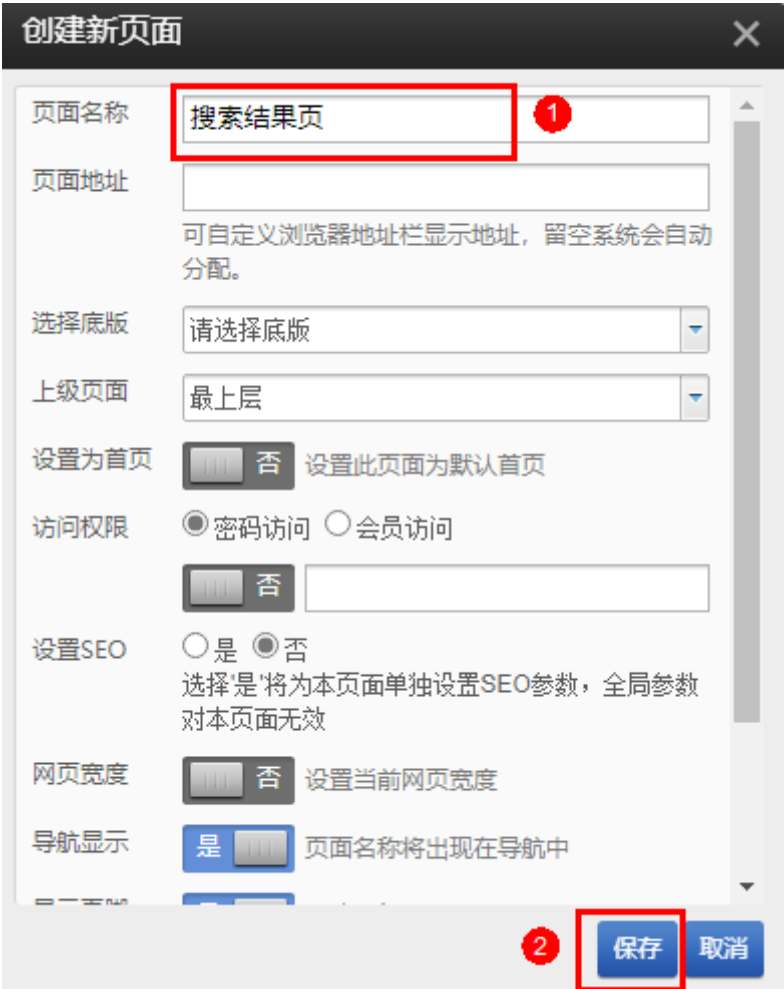 创建新页面
页面名称
搜索结果页
1
页面地址
可自定义浏览器地址栏显示地址，留空系统会自动
分配。
选择底版
请选择底版
上级页面
最上层
设置为首页
否
设置此页面为默认首页
访问权限
密码访问
会员访问
否
设置SEO
是
否
选择'是'将为本页面单独设置SEO参数，全局参数
对本页面无效
网页宽度
否
设置当前网页宽度
导航显示
是
页面名称将出现在导航中
2
保存
取消